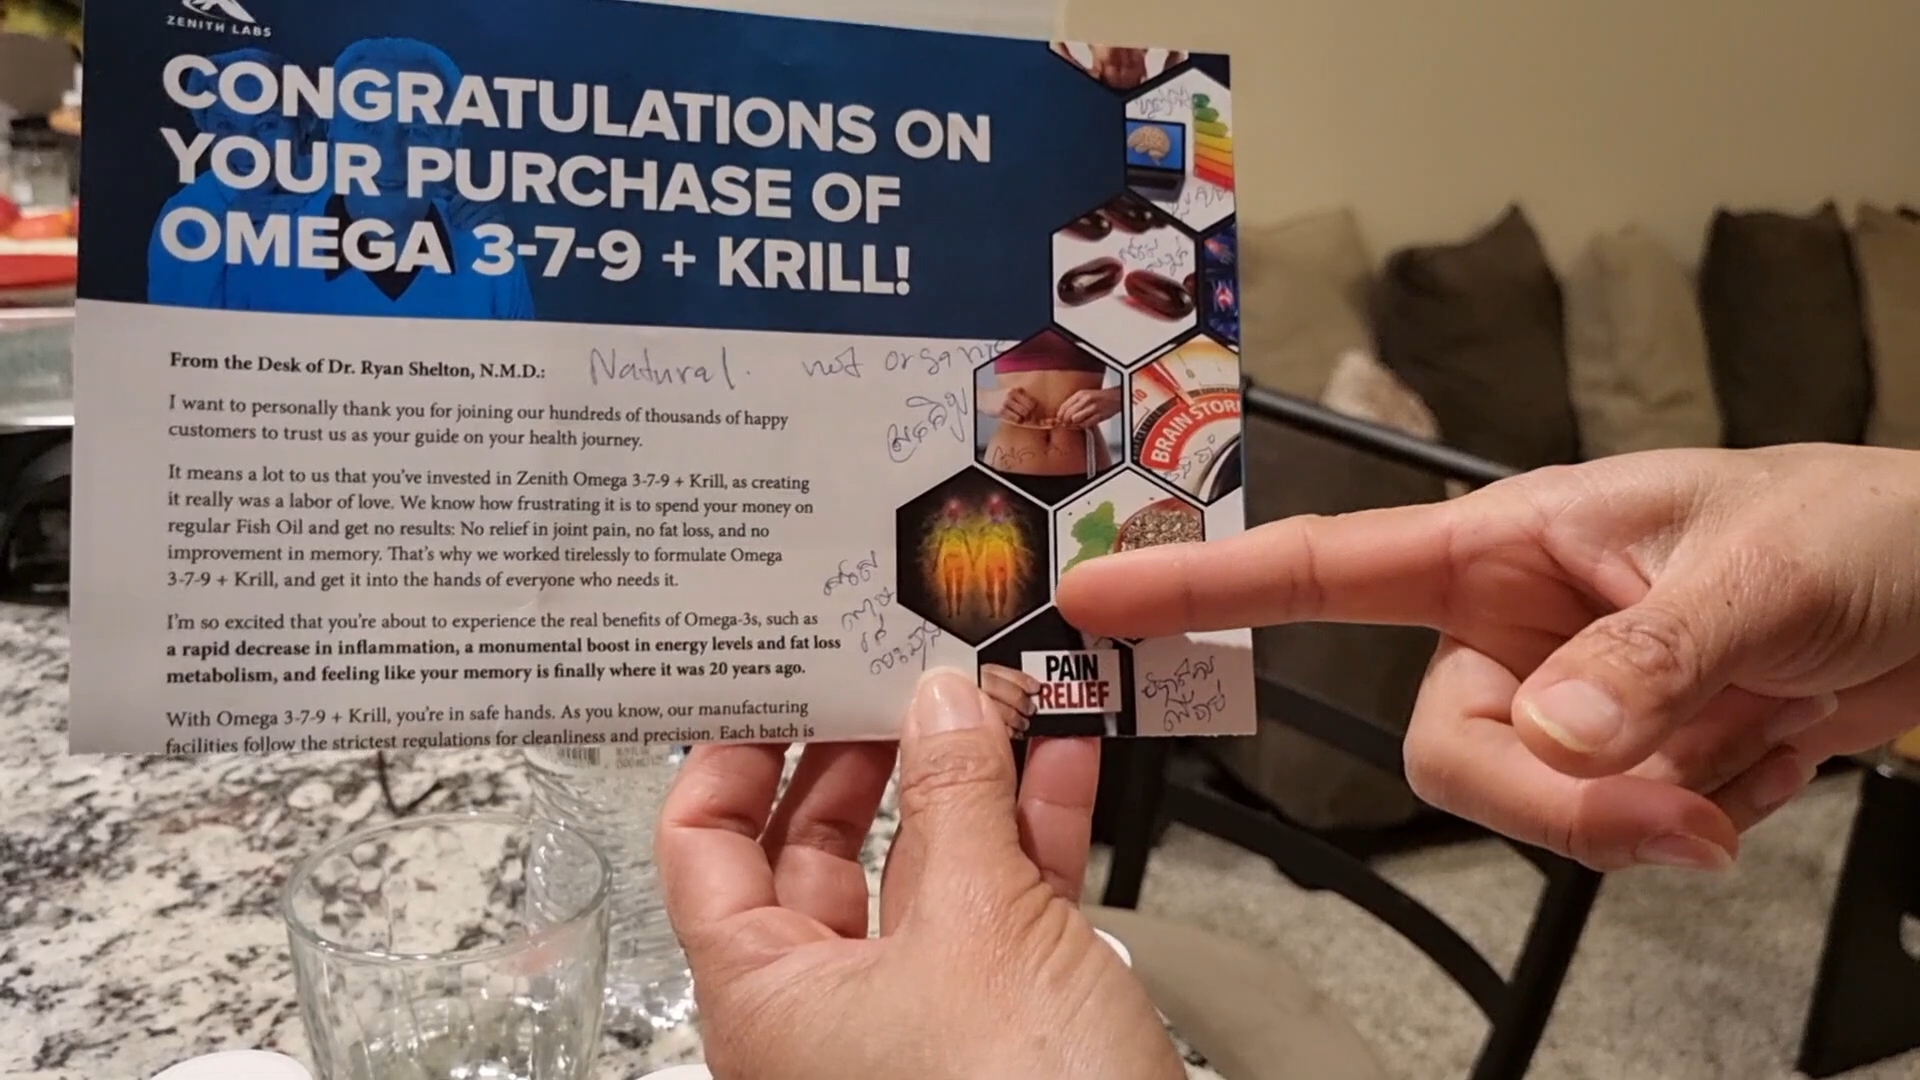 ZENITH LABS
CONGRATULATIONS ON
YOUR PURCHASE OF
OMEGA 3-7-9 + KRILL!
From the Desk of Dr. Ryan Shelton, N.M.D.: Natural. not organic
I want to personally thank you for joining our hundreds of thousands of happy
customers to trust us as your guide on your health journey.
It means a lot to us that you've invested in Zenith Omega 3-7-9 + Krill, as creating
it really was a labor of love. We know how frustrating it is to spend your money on
regular Fish Oil and get no results: No relief in joint pain, no fat loss, and no
improvement in memory. That's why we worked tirelessly to formulate Omega
3-7-9 + Krill, and get it into the hands of everyone who needs it.
I'm so excited that you're about to experience the real benefits of Omega-3s, such as
a rapid decrease in inflammation, a monumental boost in energy levels and fat loss
metabolism, and feeling like your memory is finally where it was 20 years ago.
With Omega 3-7-9 + Krill, you're in safe hands. As you know, our manufacturing
facilities follow the strictest regulations for cleanliness and precision. Each batch is
BRAIN STOR
PAIN
RELIEF